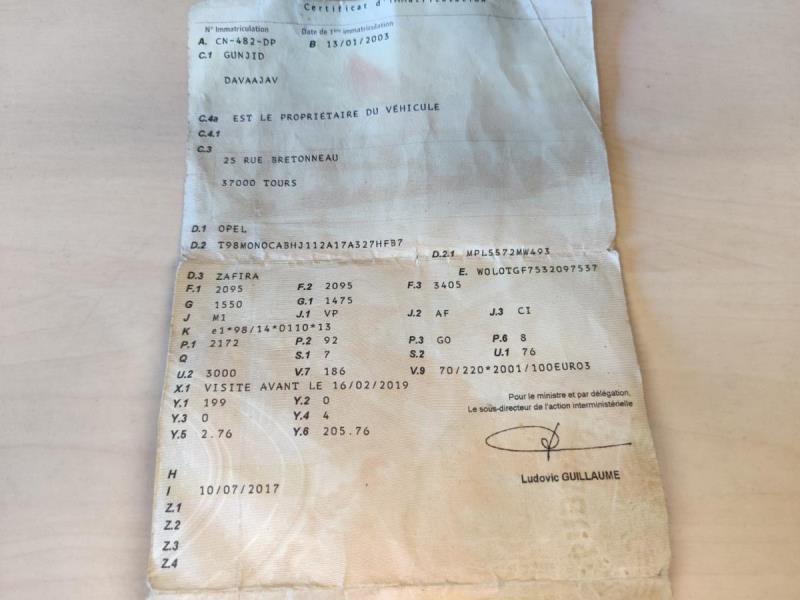 Certificat d'immatriculation
N° Immatriculation Date de 1ère immatriculation
A. CN-482-DP B 13/01/2003
C.1 GUNJID
DAVAAJAV
C.4a EST LE PROPRIÉTAIRE DU VÉHICULE
C.4.1
C.3
25 RUE BRETONNEAU
37000 TOURS
D.1 OPEL
D.2 T98MONOCABHJ112A17A327HFB7 D.2.1 MPL5572MW493
D.3 ZAFIRA E. WOLOTGF7532097537
F.1 2095 F.2 2095 F.3 3405
G 1550 G.1 1475
J M1 J.1 VP J.2 AF J.3 CI
K e1*98/14*0110*13
P.1 2172 P.2 92 P.3 GO P.6 8
Q S.1 7 S.2 U.1 76
U.2 3000 V.7 186 V.9 70/220*2001/100EURO3
X.1 VISITE AVANT LE 16/02/2019
Y.1 199 Y.2 0
Y.3 0 Y.4 4
Y.5 2.76 Y.6 205.76
Pour le ministre et par délégation,
Le sous-directeur de l'action interministérielle
Ludovic GUILLAUME
H
I 10/07/2017
Z.1
Z.2
Z.3
Z.4